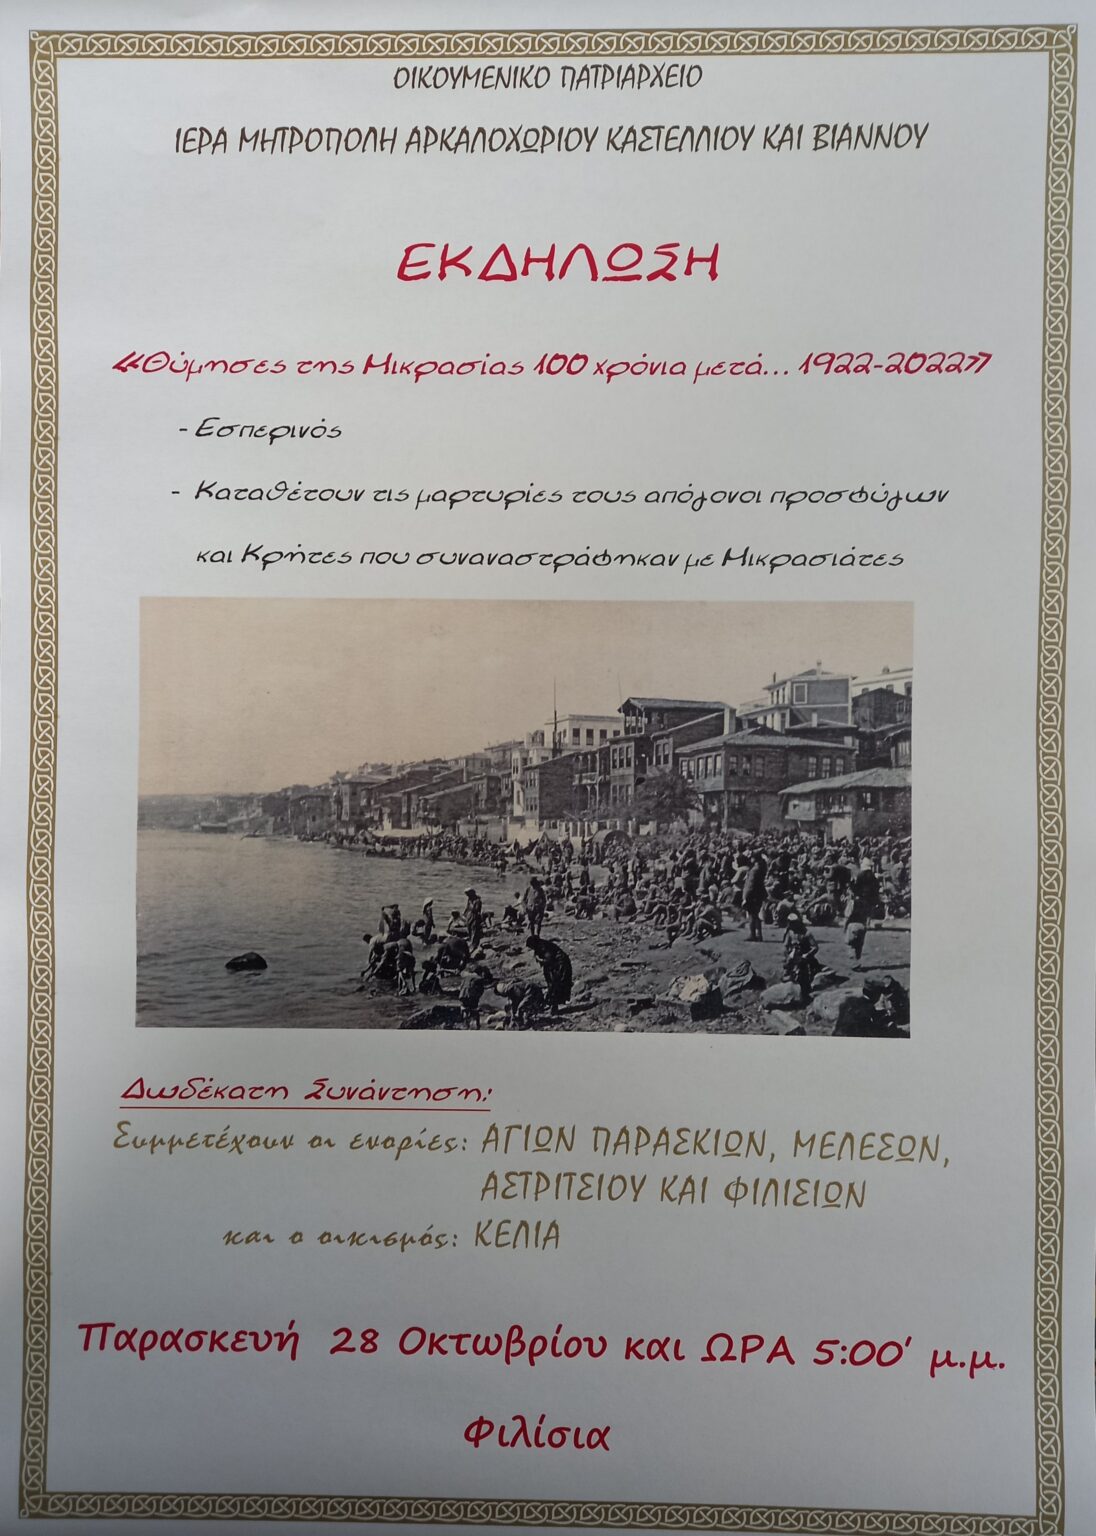 ΟΙΚΟΥΜΕΝΙΚΟ ΠΑΤΡΙΑΡΧΕΙΟ
ΙΕΡΑ ΜΗΤΡΟΠΟΛΗ ΑΡΚΑΛΟΧΩΡΙΟΥ ΚΑΣΤΕΛΛΙΟΥ ΚΑΙ ΒΙΑΝΝΟΥ
ΕΚΔΗΛΩΣΗ
«Θύμησες της Μικρασίας 100 χρόνια μετά... 1922-2022»
- Εσπερινός
- Καταθέτουν τις μαρτυρίες τους απόγονοι προσφύγων
και Κρήτες που συναναστράφηκαν με Μικρασιάτες
Δωδέκατη Συνάντηση:
Συμμετέχουν οι ενορίες: ΑΓΙΩΝ ΠΑΡΑΣΚΙΩΝ, ΜΕΛΕΣΩΝ,
ΑΣΤΡΙΤΣΙΟΥ ΚΑΙ ΦΙΛΙΣΙΩΝ
και ο οικισμός: ΚΕΛΙΑ
Παρασκευή 28 Οκτωβρίου και ΩΡΑ 5:00' μ.μ.
Φιλίσια